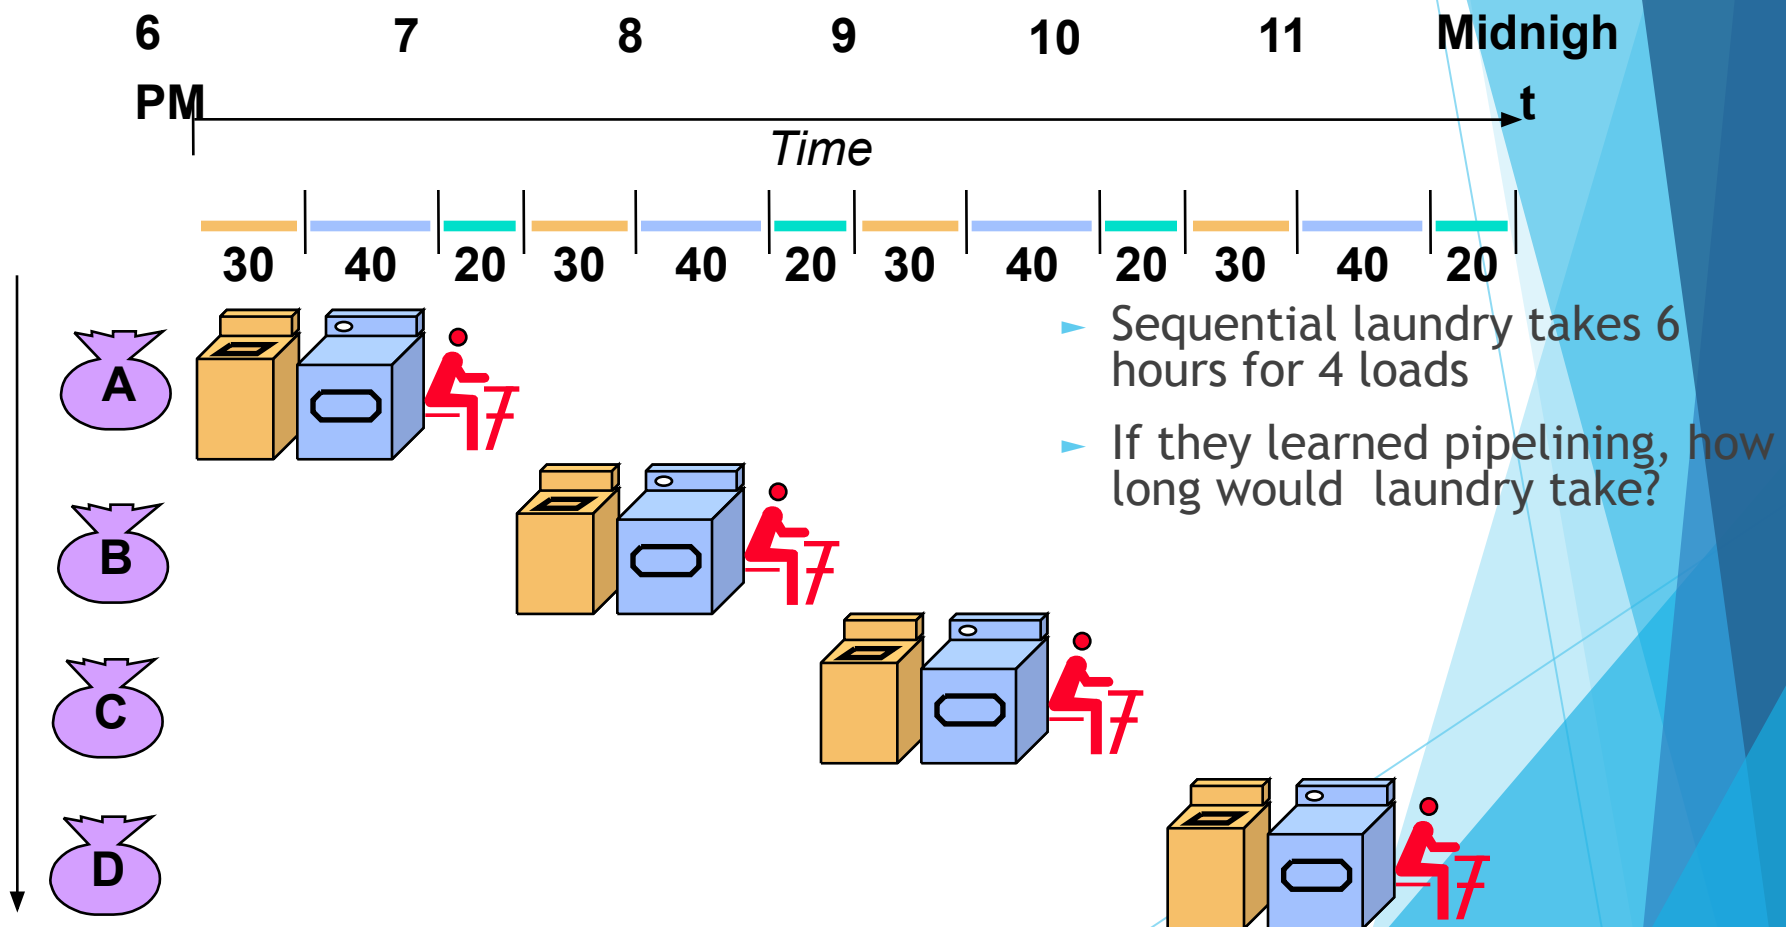 6 7 8 9 10 11 Midnigh
PM t
Time
30 40 20 30 40 20 30 40 20 30 40 20
A
► Sequential laundry takes 6
hours for 4 loads
► If they learned pipelining, how
long would laundry take?
B
C
D